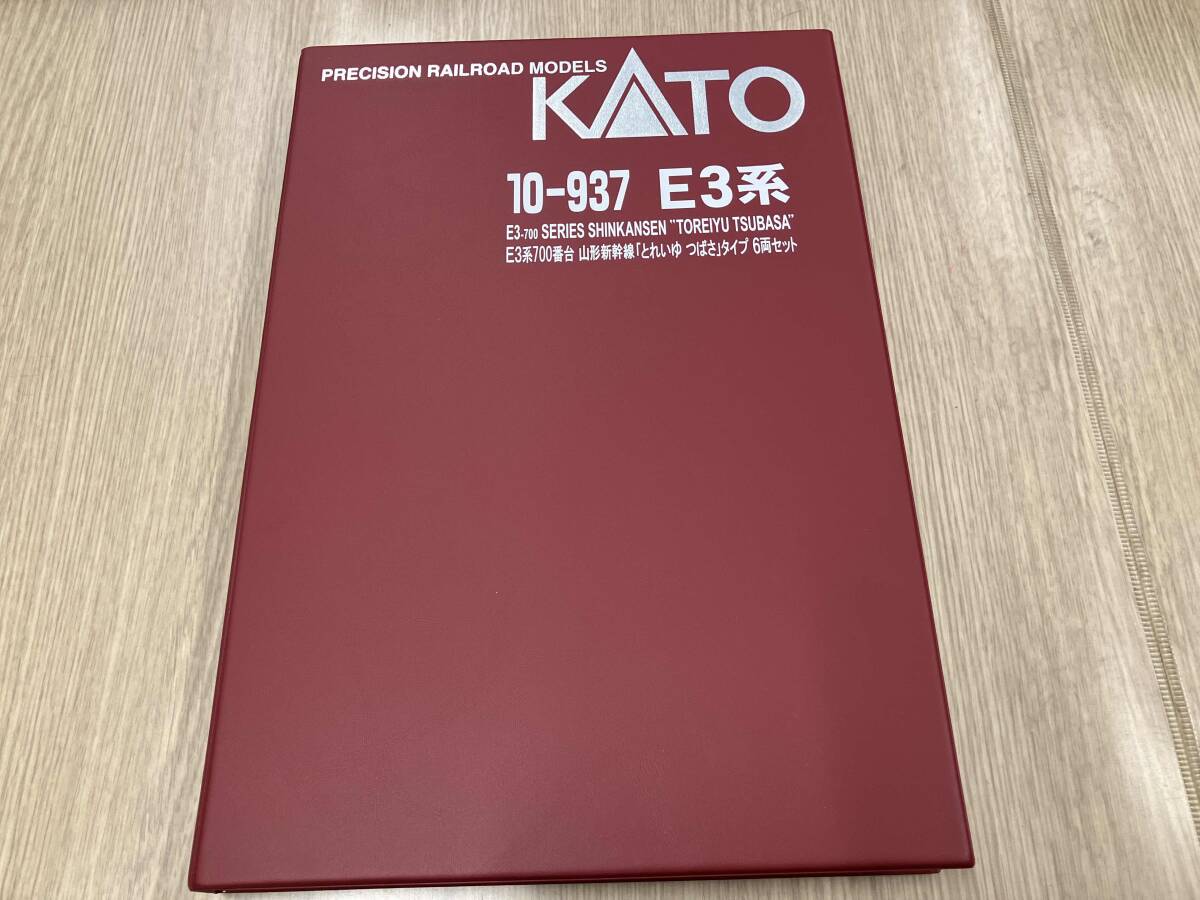 PRECISION RAILROAD MODELS
KATO
10-937 E3系
E3-700 SERIES SHINKANSEN "TOREIYU TSUBASA"
E3系700番台 山形新幹線「とれいゆ つばさ」タイプ 6両セット